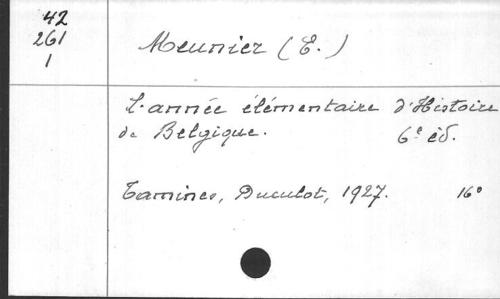 42
261
1
Meunier (E.)
L'année élémentaire d'Histoire
de Belgique. 6e éd.
Tamines, Duculot, 1927. 16°